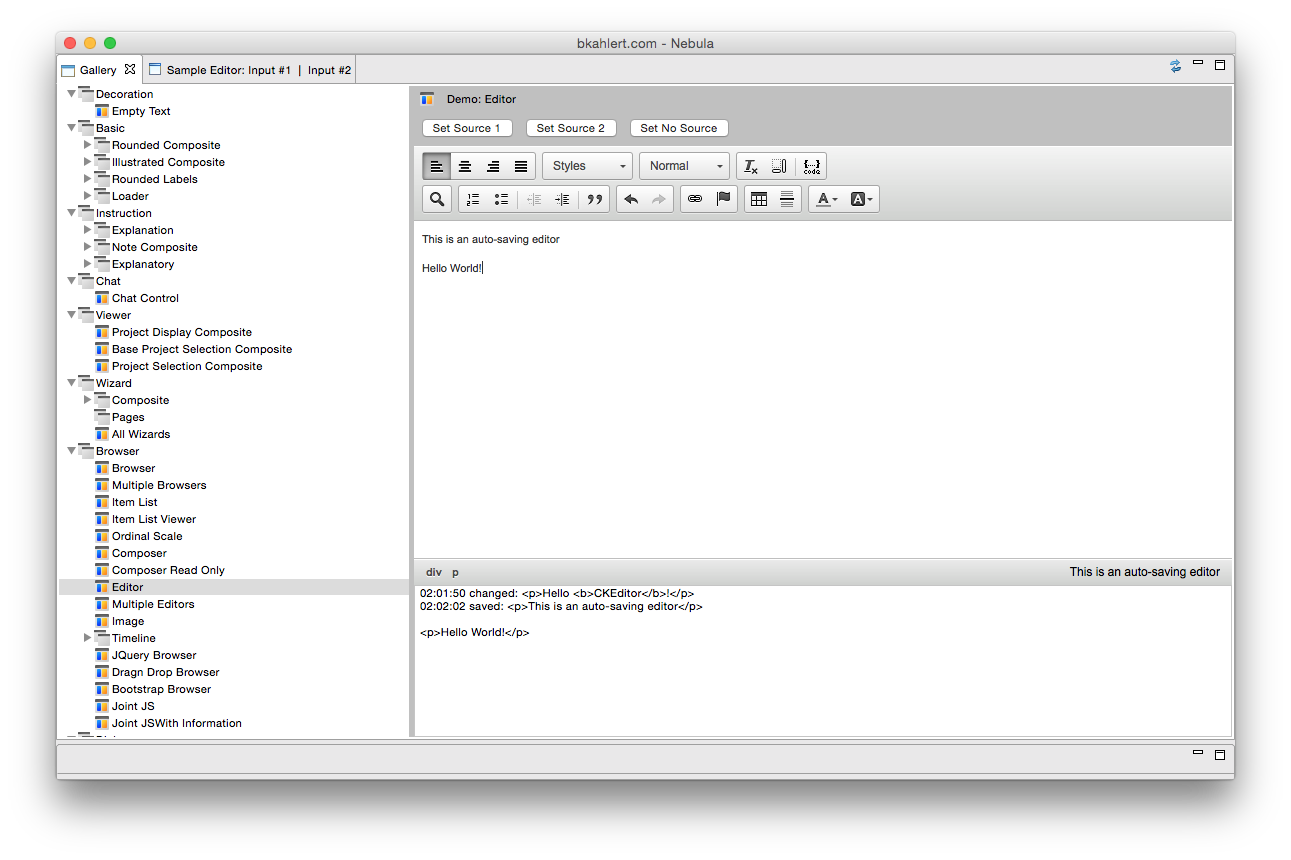 bkahlert.com - Nebula
Gallery
Sample Editor: Input #1 | Input #2
Decoration
Empty Text
Basic
Rounded Composite
Illustrated Composite
Rounded Labels
Loader
Instruction
Explanation
Note Composite
Explanatory
Chat
Chat Control
Viewer
Project Display Composite
Base Project Selection Composite
Project Selection Composite
Wizard
Composite
Pages
All Wizards
Browser
Browser
Multiple Browsers
Item List
Item List Viewer
Ordinal Scale
Composer
Composer Read Only
Editor
Multiple Editors
Image
Timeline
JQuery Browser
Dragn Drop Browser
Bootstrap Browser
Joint JS
Joint JSWith Information
Demo: Editor
Set Source 1 Set Source 2 Set No Source
Styles Normal {...} code
A A
This is an auto-saving editor
Hello World!
div p This is an auto-saving editor
02:01:50 changed: <p>Hello <b>CKEditor</b>!</p>
02:02:02 saved: <p>This is an auto-saving editor</p>
<p>Hello World!</p>